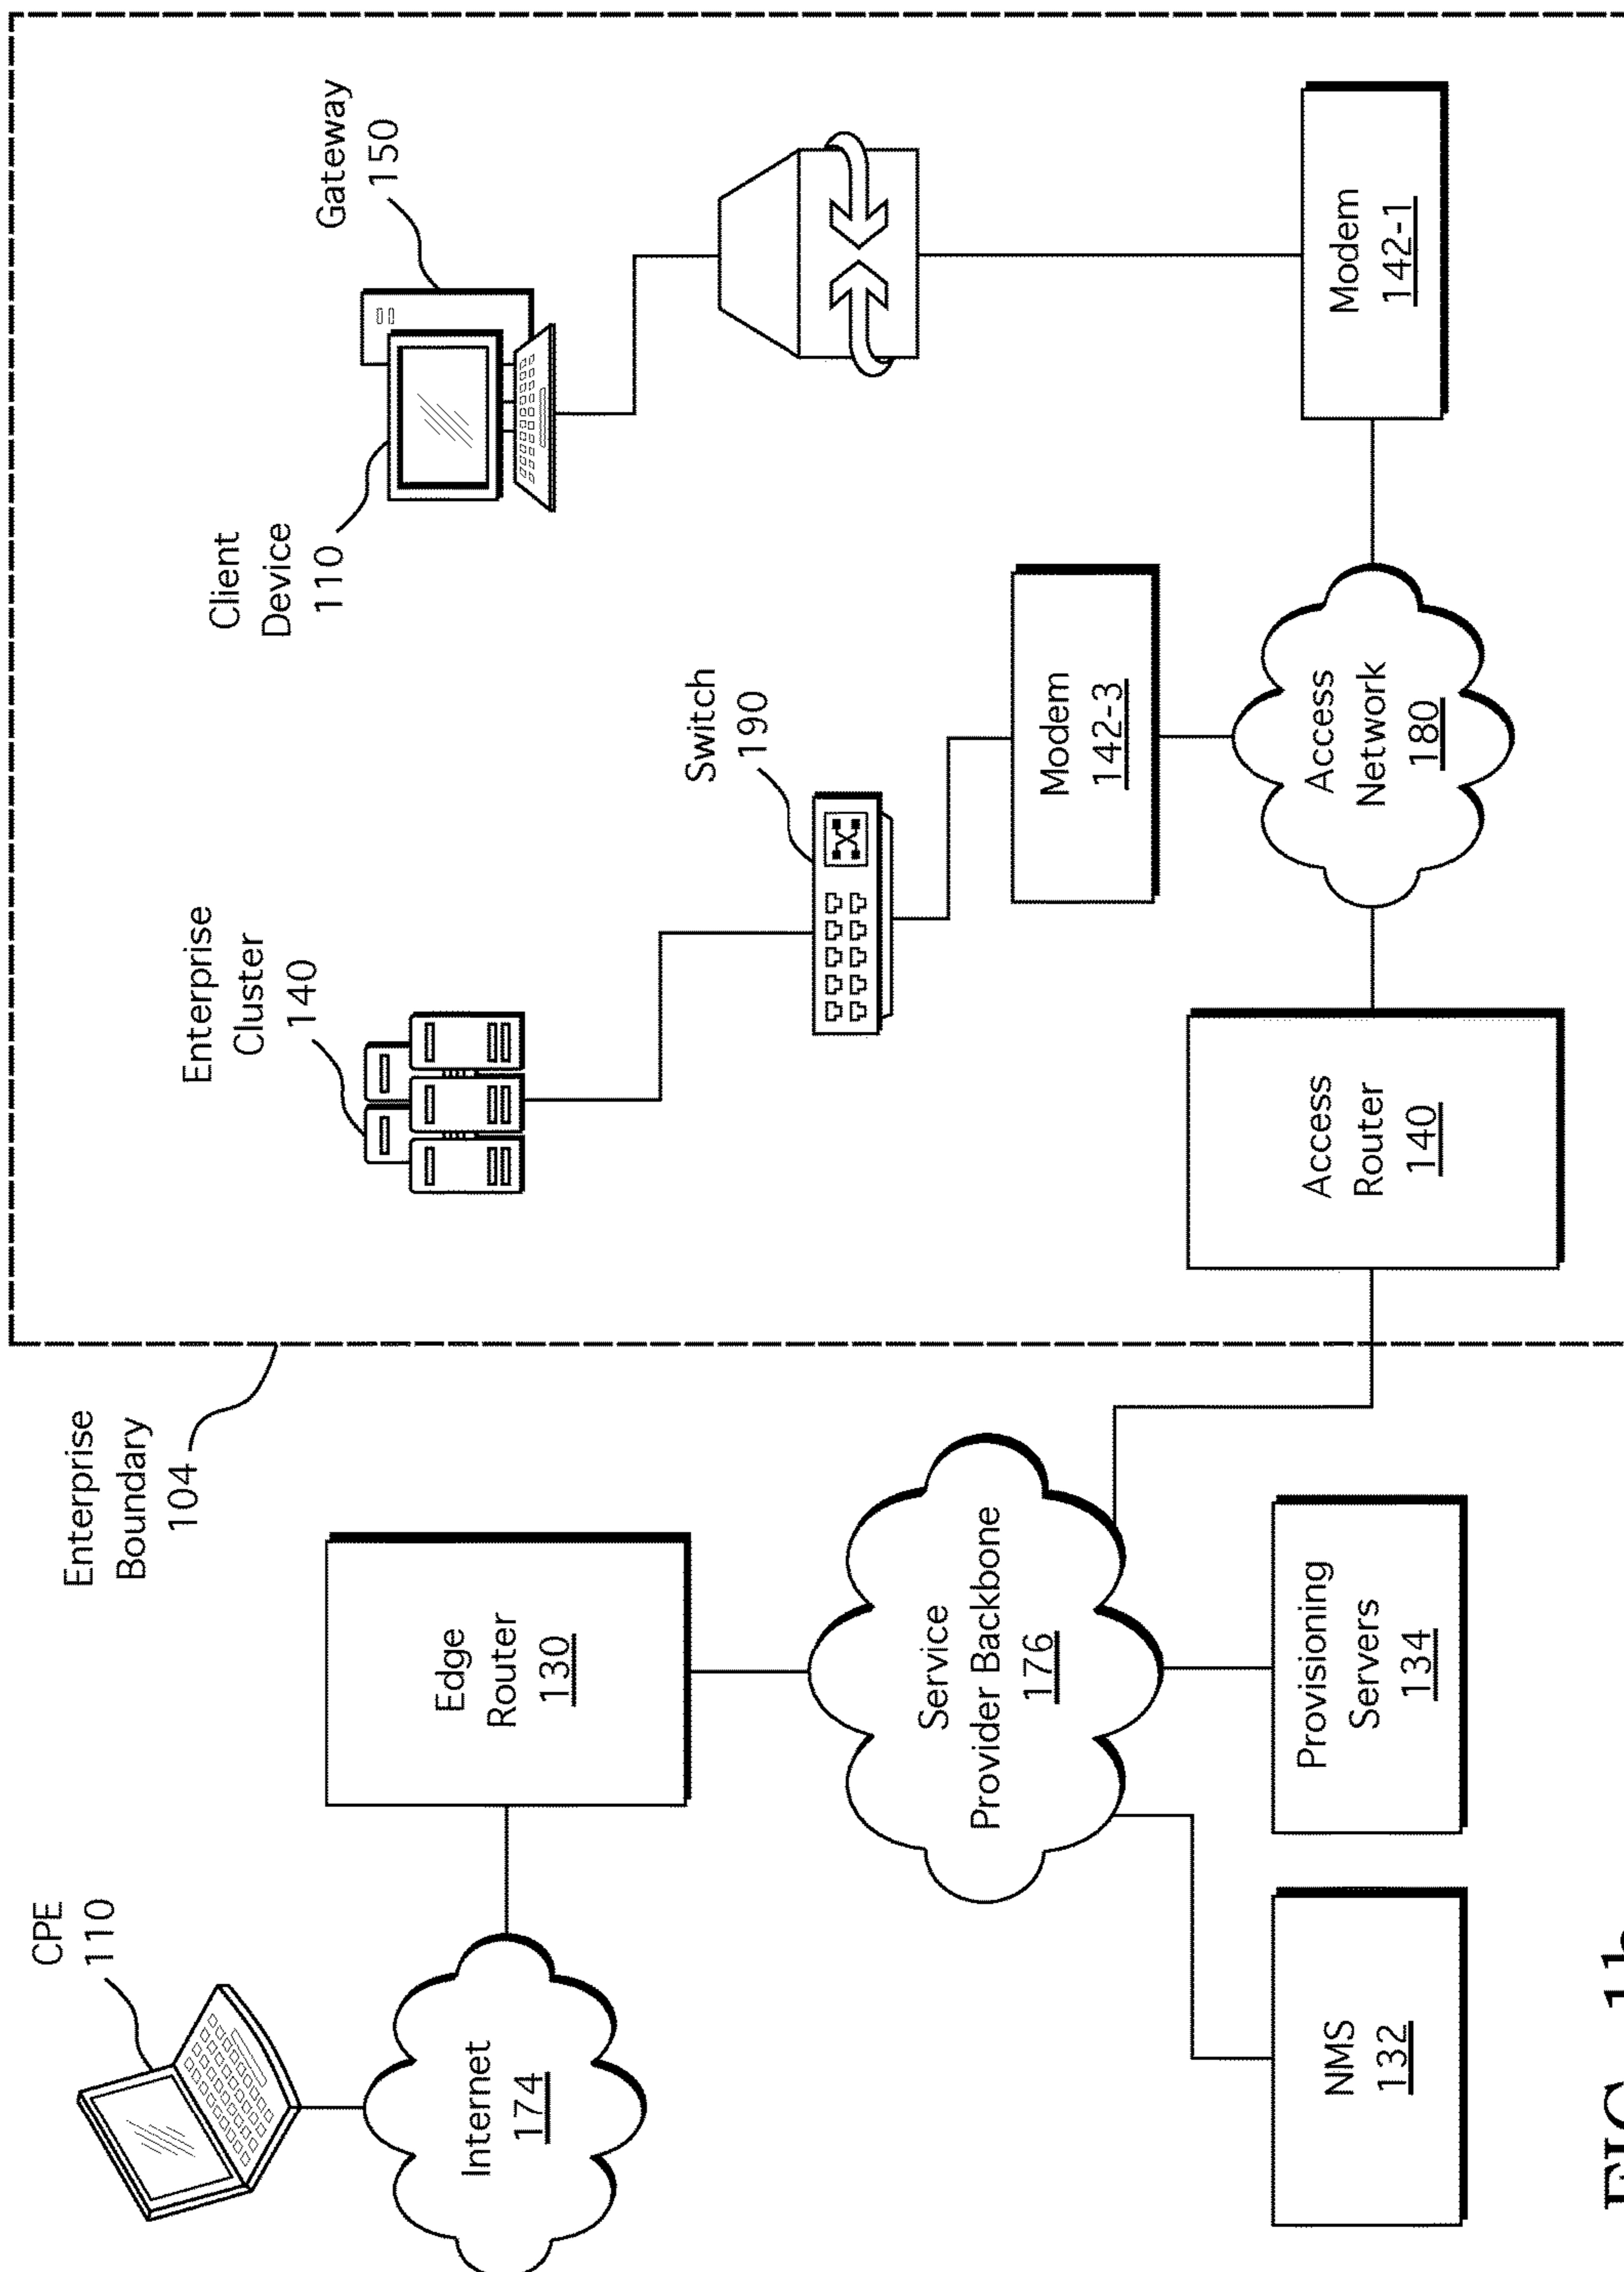 CPE
110
Enterprise
Boundary
104
Enterprise
Cluster
140
Client
Device
110
Gateway
150
Internet
174
Edge
Router
130
Switch
190
Service
Provider Backbone
176
Modem
142-3
NMS
132
Provisioning
Servers
134
Access
Router
140
Access
Network
180
Modem
142-1
FIG. 1b